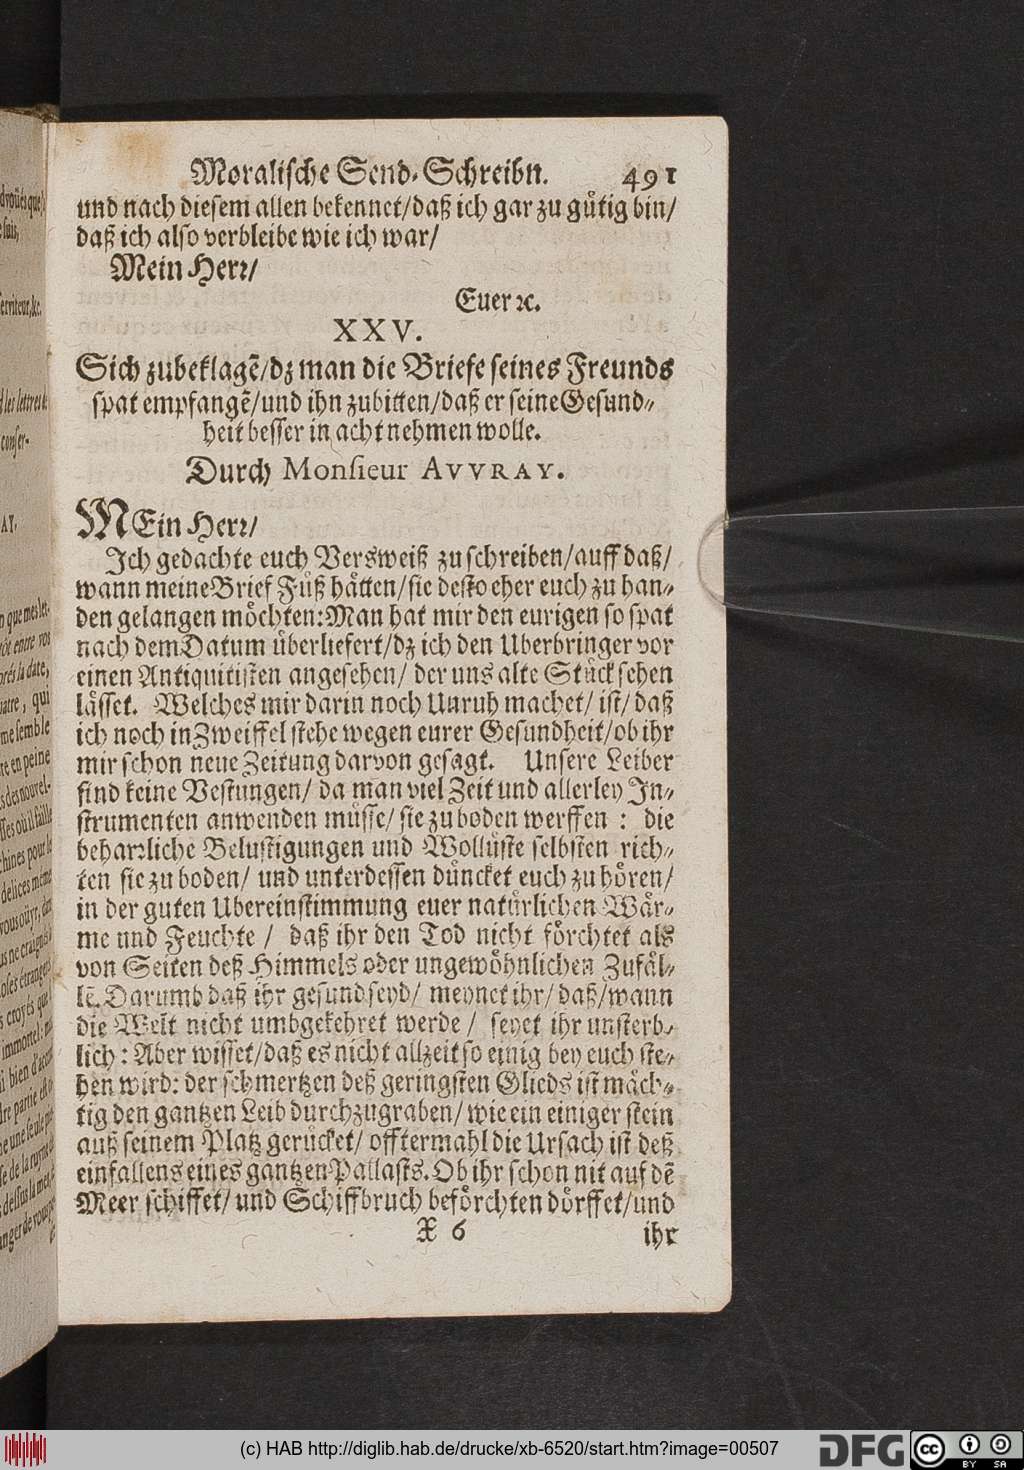 Moralische Send-Schreibn. 491
und nach diesem allen bekennet/daß ich gar zu gütig bin/
daß ich also verbleibe wie ich war/
Mein Herr/
Euer ꝛc.
XXV.
Sich zubeklagẽ/dz man die Briefe seines Freunds
spat empfangẽ/und ihn zubitten/daß er seine Gesund-
heit besser in acht nehmen wolle.
Durch Monsieur AVVRAY.
MEin Herr/
Ich gedachte euch Versweiß zu schreiben/auff daß/
wann meine Brief Füß hätten/sie desto eher euch zu han-
den gelangen möchten: Man hat mir den eurigen so spat
nach dem Datum überliefert/dz ich den Uberbringer vor
einen Antiquitisten angesehen/ der uns alte Stück sehen
lässet. Welches mir darin noch Unruh machet/ ist/ daß
ich noch in Zweiffel stehe wegen eurer Gesundheit/ob ihr
mir schon neue Zeitung darvon gesagt. Unsere Leiber
sind keine Vestungen/ da man viel Zeit und allerley In-
strumenten anwenden müsse/ sie zu boden werffen : die
beharrliche Belustigungen und Wollüste selbsten rich-
ten sie zu boden/ und unterdessen düncket euch zu hören/
in der guten Ubereinstimmung euer natürlichen Wär-
me und Feuchte / daß ihr den Tod nicht förchtet als
von Seiten deß Himmels oder ungewöhnlichen Zufäl-
lẽ. Darumb daß ihr gesund seyd/ meynet ihr/ daß/wann
die Welt nicht umbgekehret werde / seyet ihr unsterb-
lich : Aber wisset/daß es nicht allzeit so einig bey euch ste-
hen wird: der schmertzen deß geringsten Glieds ist mäch-
tig den gantzen Leib durchzugraben/ wie ein einiger stein
auß seinem Platz gerücket/ offtermahl die Ursach ist deß
einfallens eines gantzen Pallasts. Ob ihr schon nit auf dẽ
Meer schiffet/ und Schiffbruch beförchten dörffet/und
X 6
ihr
(c) HAB http://diglib.hab.de/drucke/xb-6520/start.htm?image=00507
DFG
cc BY SA